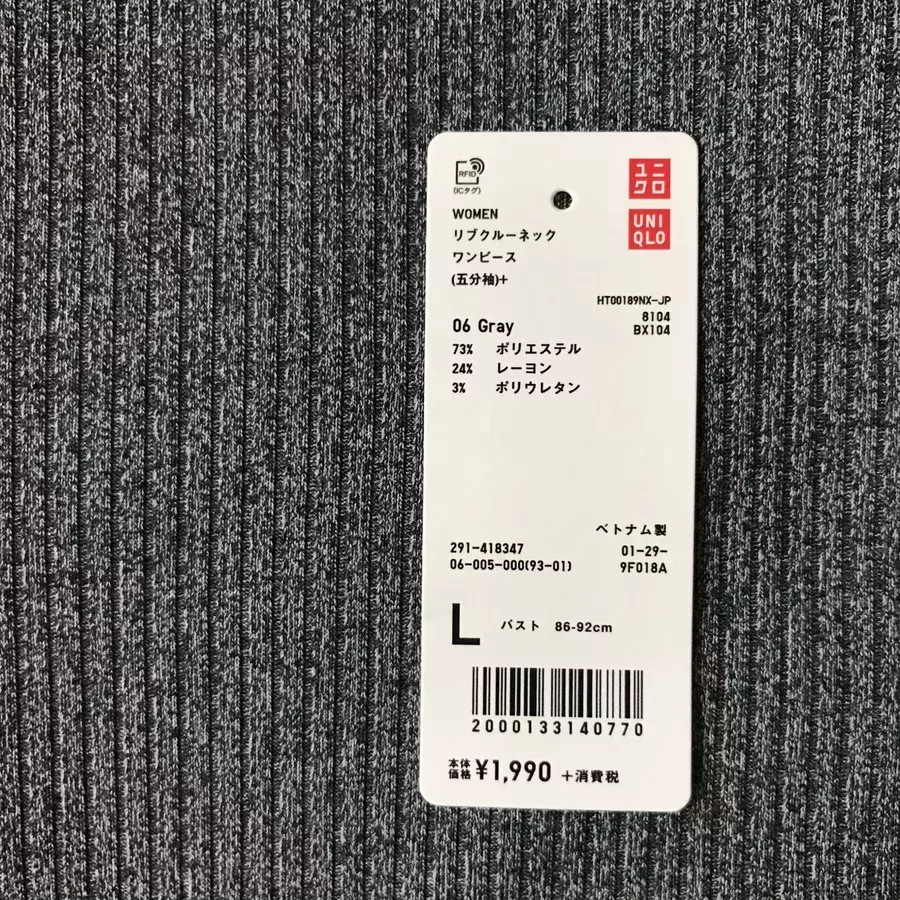 RFID
(ICタグ)
ユニ
クロ
UNI
QLO
WOMEN
リブクルーネック
ワンピース
(五分袖)+
HT00189NX-JP
8104
BX104
06 Gray
73% ポリエステル
24% レーヨン
3% ポリウレタン
ベトナム製
291-418347 01-29-
06-005-000(93-01) 9F018A
L バスト 86-92cm
2000133140770
本体
価格 ¥1,990 +消費税